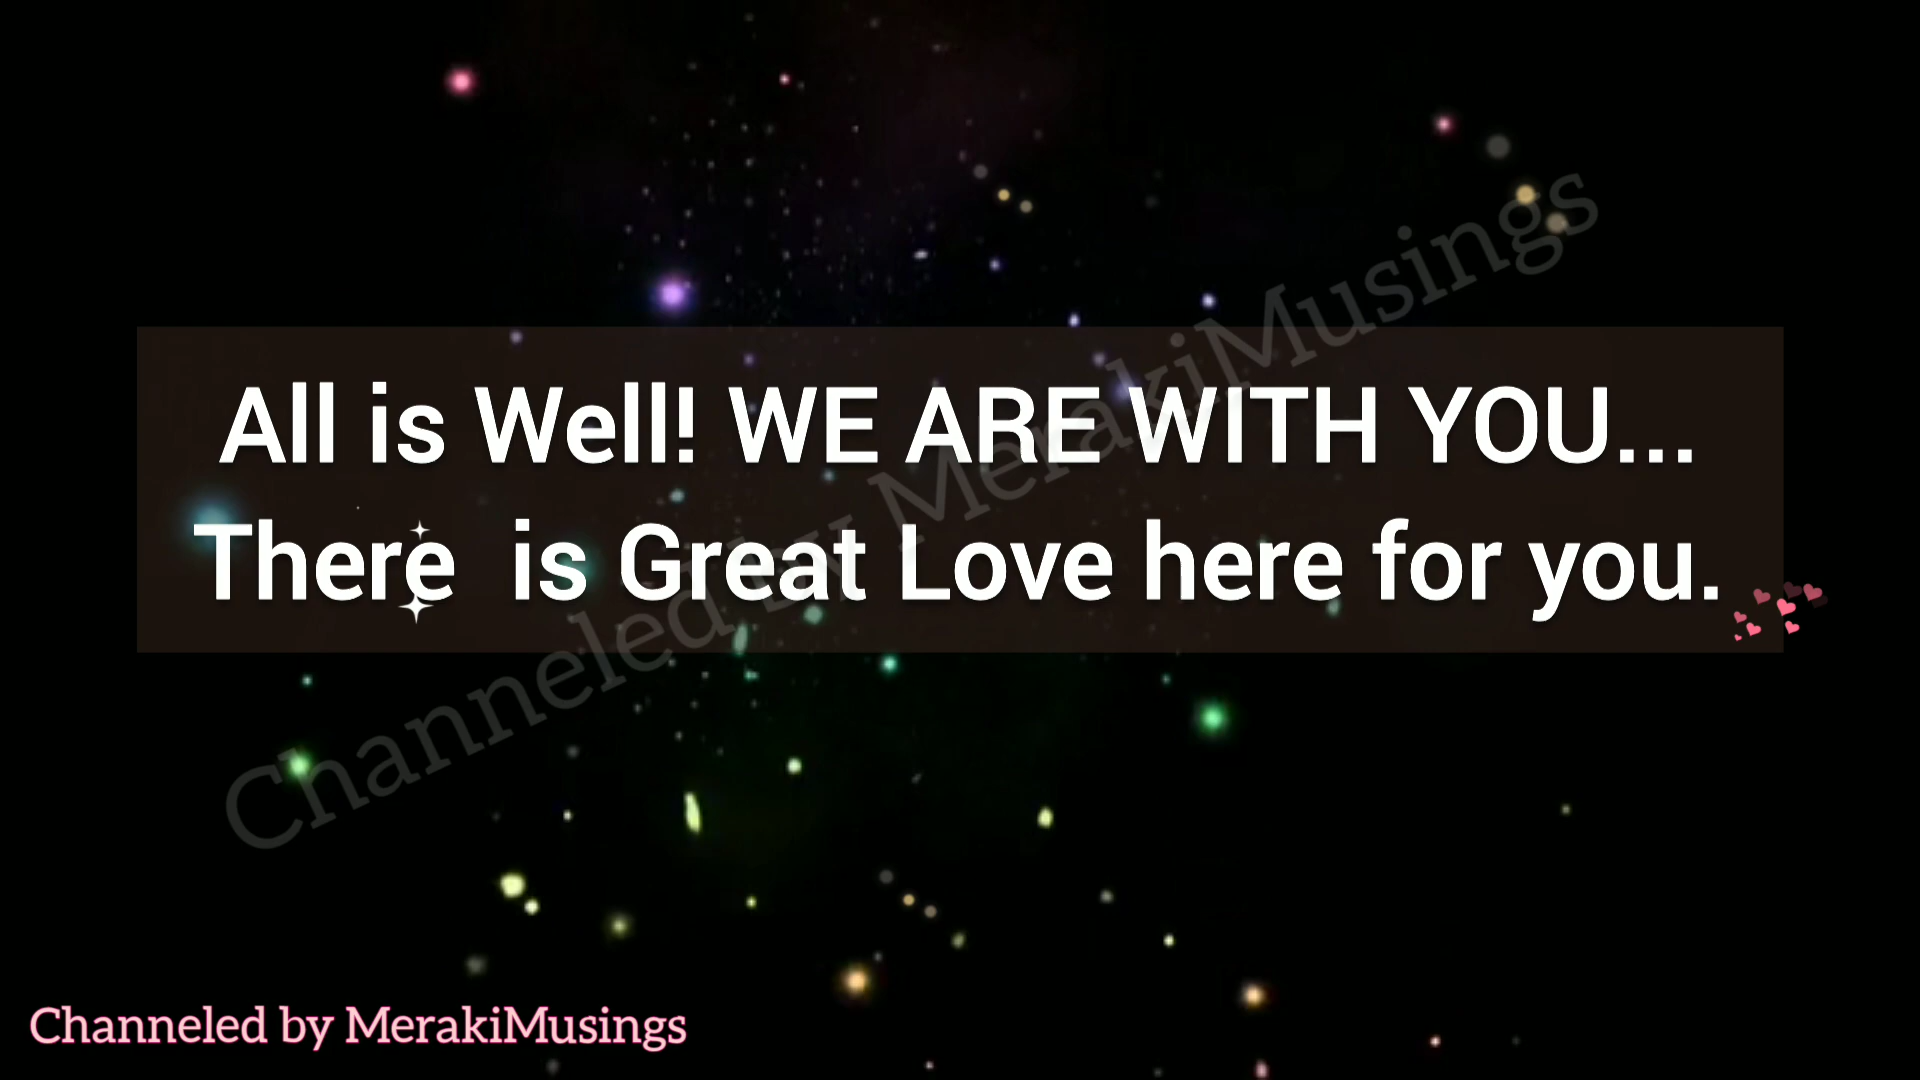 All is Well! WE ARE WITH YOU...
There  is Great Love here for you.
Channeled by MerakiMusings
Channeled by MerakiMusings